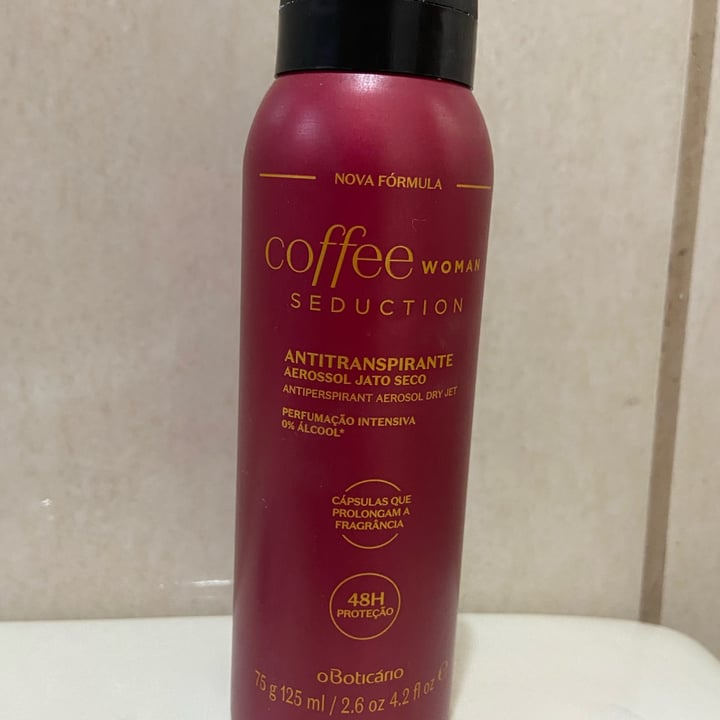 NOVA FÓRMULA
coffee WOMAN
SEDUCTION
ANTITRANSPIRANTE
AEROSSOL JATO SECO
ANTIPERSPIRANT AEROSOL DRY JET
PERFUMAÇÃO INTENSIVA
0% ÁLCOOL*
CÁPSULAS QUE
PROLONGAM A
FRAGRÂNCIA
48H
PROTEÇÃO
oBoticário
75 g 125 ml / 2.6 oz 4.2 fl oz ℮